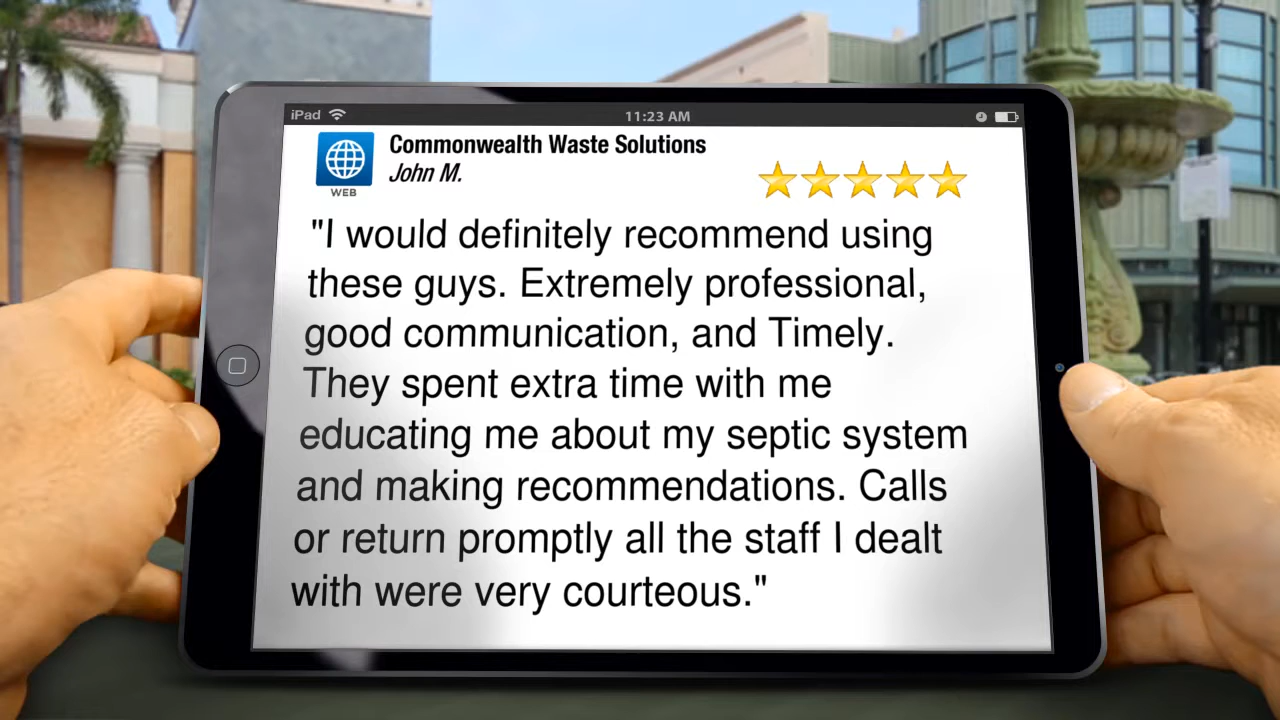 iPad 11:23 AM
Commonwealth Waste Solutions
John M.
WEB
"I would definitely recommend using
these guys. Extremely professional,
good communication, and Timely.
They spent extra time with me
educating me about my septic system
and making recommendations. Calls
or return promptly all the staff I dealt
with were very courteous."